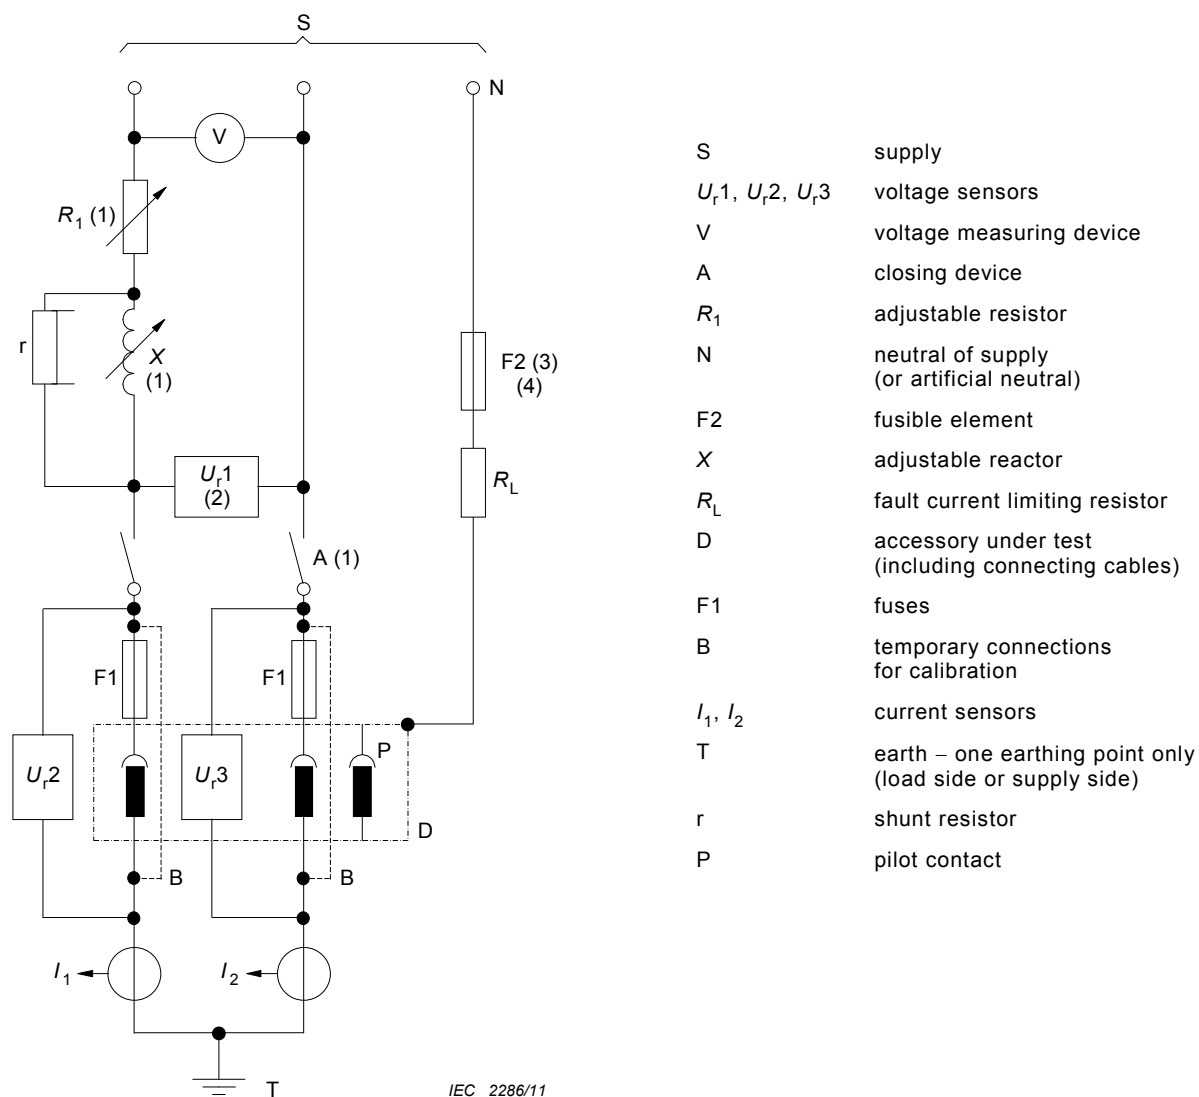 S
N
V
R1 (1)
r
X
(1)
F2 (3)
(4)
Ur1
(2)
RL
A (1)
F1
F1
P
Ur2
Ur3
D
B
B
I1
I2
T
IEC 2286/11
S supply
Ur1, Ur2, Ur3 voltage sensors
V voltage measuring device
A closing device
R1 adjustable resistor
N neutral of supply
(or artificial neutral)
F2 fusible element
X adjustable reactor
RL fault current limiting resistor
D accessory under test
(including connecting cables)
F1 fuses
B temporary connections
for calibration
I1, I2 current sensors
T earth – one earthing point only
(load side or supply side)
r shunt resistor
P pilot contact